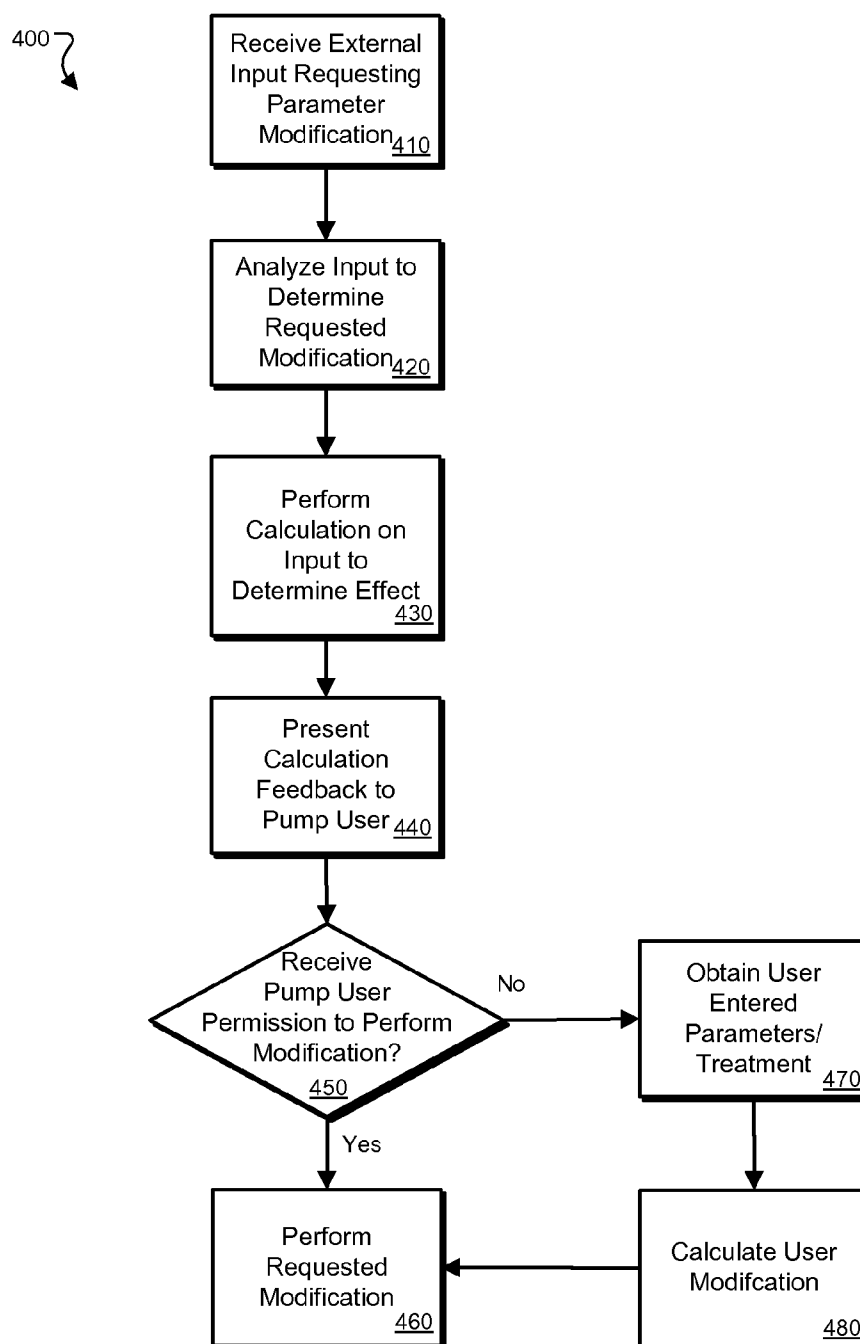 400
Receive External
Input Requesting
Parameter
Modification
410
Analyze Input to
Determine
Requested
Modification
420
Perform
Calculation on
Input to
Determine Effect
430
Present
Calculation
Feedback to
Pump User
440
Receive
Pump User
Permission to Perform
Modification?
450
No
Yes
Obtain User
Entered
Parameters/
Treatment
470
Perform
Requested
Modification
460
Calculate User
Modifcation
480